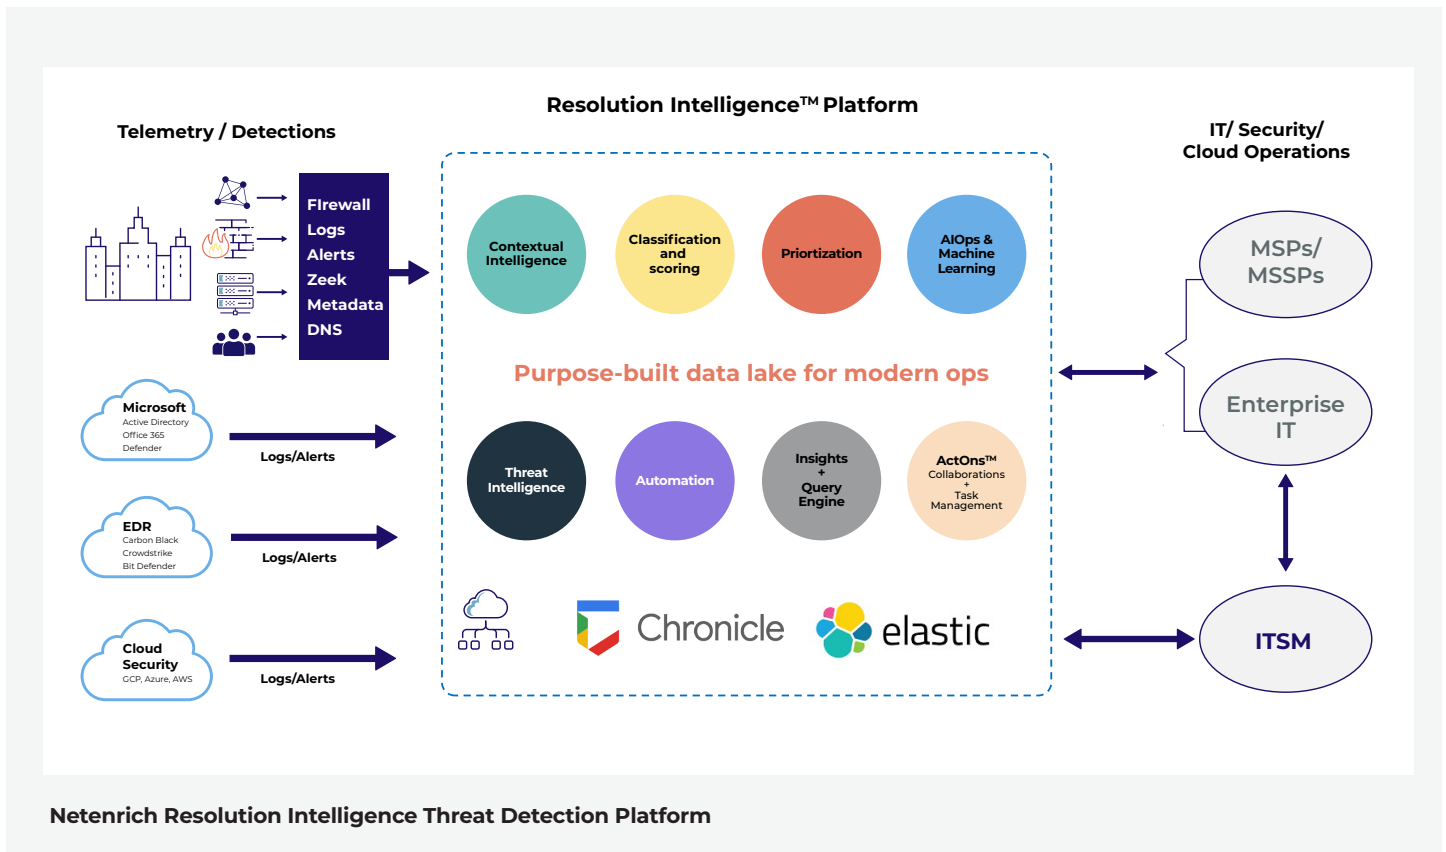 Resolution Intelligence™ Platform
Telemetry / Detections
IT/ Security/
Cloud Operations
FIrewall
Logs
Alerts
Zeek
Metadata
DNS
Microsoft
Active Directory
Office 365
Defender
Logs/Alerts
EDR
Carbon Black
Crowdstrike
Bit Defender
Logs/Alerts
Cloud
Security
GCP, Azure, AWS
Logs/Alerts
Contextual
Intelligence
Classification
and
scoring
Priortization
AIOps &
Machine
Learning
Purpose-built data lake for modern ops
Threat
Intelligence
Automation
Insights
+
Query
Engine
ActOns™
Collaborations
+
Task
Management
Chronicle
elastic
MSPs/
MSSPs
Enterprise
IT
ITSM
Netenrich Resolution Intelligence Threat Detection Platform